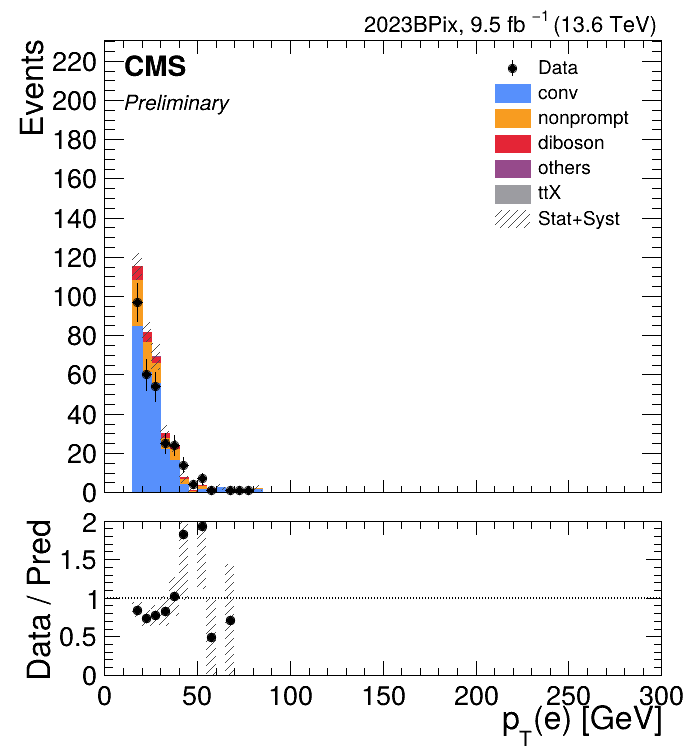 2023BPix, 9.5 fb⁻¹ (13.6 TeV)
CMS
Preliminary
Events
220
200
180
160
140
120
100
80
60
40
20
0
Data
conv
nonprompt
diboson
others
ttX
Stat+Syst
Data / Pred
2
1.5
1
0.5
0
0 50 100 150 200 250 300
p_T(e) [GeV]